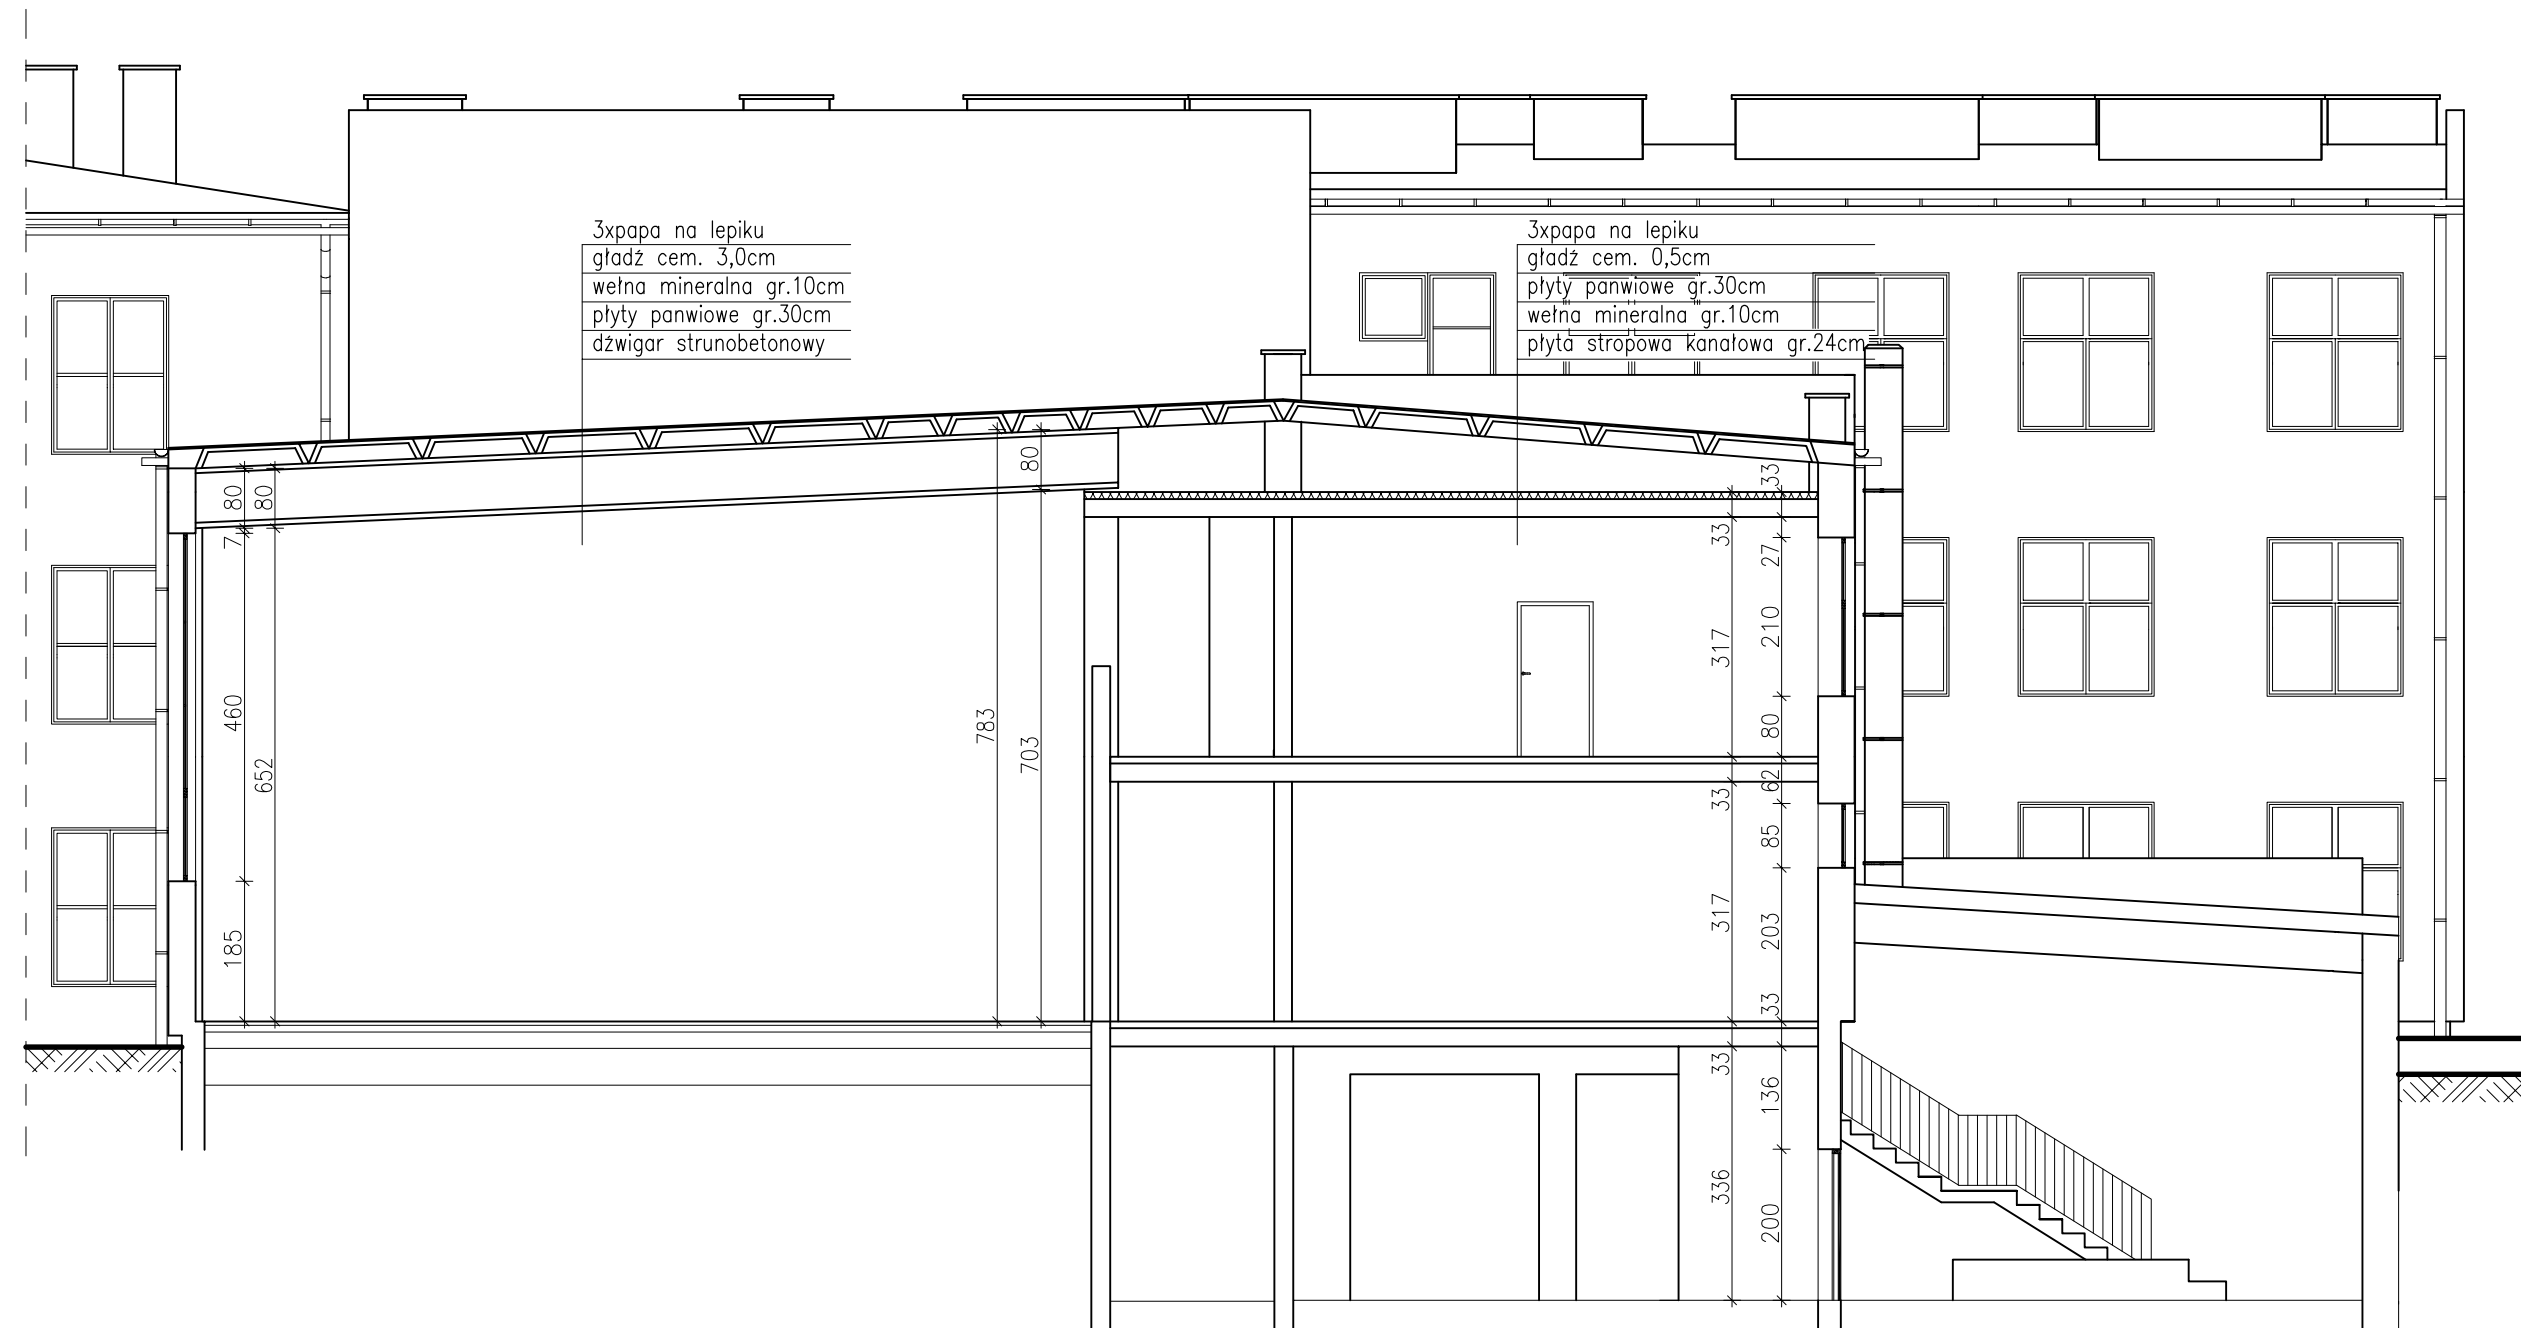 3xpapa na lepiku
gładź cem. 3,0cm
wełna mineralna gr.10cm
płyty panwiowe gr.30cm
dźwigar strunobetonowy
3xpapa na lepiku
gładź cem. 0,5cm
płyty panwiowe gr.30cm
wełna mineralna gr.10cm
płyta stropowa kanałowa gr.24cm
80
80
7
460
652
185
80
783
703
33
317
33
317
33
336
33
27
210
80
62
85
203
33
136
200